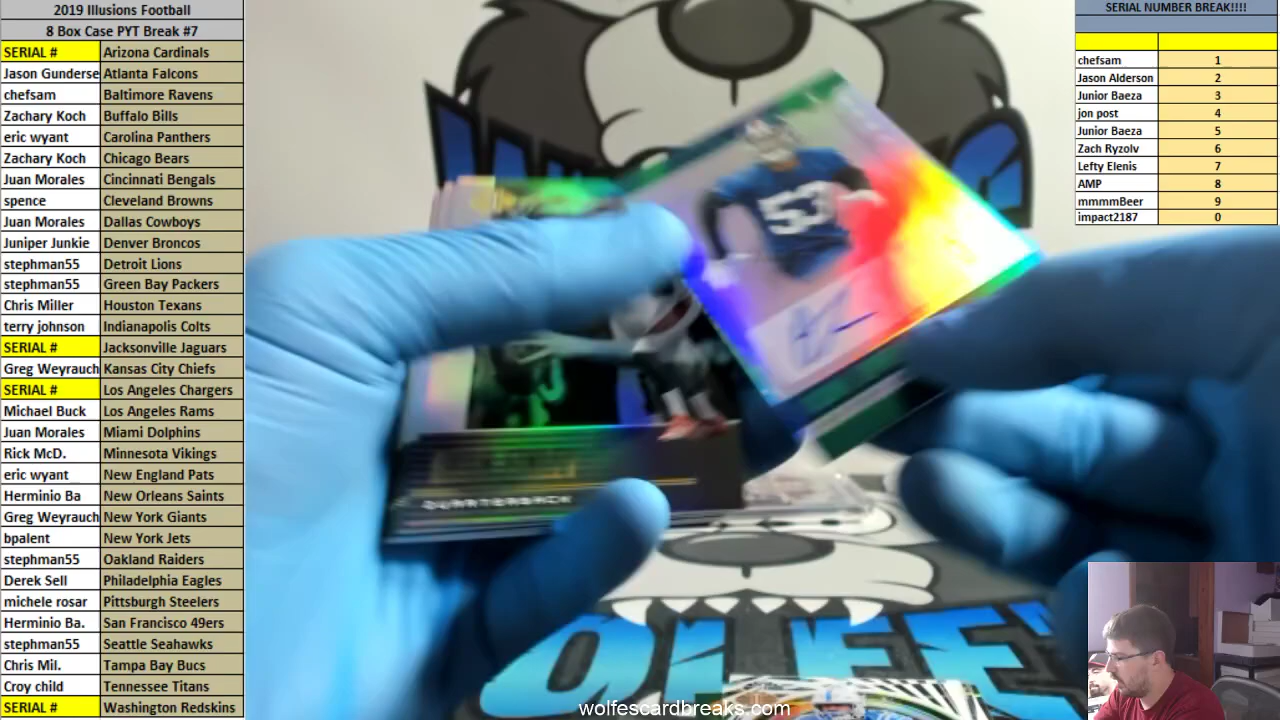 2019 Illusions Football
8 Box Case PYT Break #7
SERIAL # Arizona Cardinals
Jason Gunderse Atlanta Falcons
chefsam Baltimore Ravens
Zachary Koch Buffalo Bills
eric wyant Carolina Panthers
Zachary Koch Chicago Bears
Juan Morales Cincinnati Bengals
spence Cleveland Browns
Juan Morales Dallas Cowboys
Juniper Junkie Denver Broncos
stephman55 Detroit Lions
stephman55 Green Bay Packers
Chris Miller Houston Texans
terry johnson Indianapolis Colts
SERIAL # Jacksonville Jaguars
Greg Weyrauch Kansas City Chiefs
SERIAL # Los Angeles Chargers
Michael Buck Los Angeles Rams
Juan Morales Miami Dolphins
Rick McD. Minnesota Vikings
eric wyant New England Pats
Herminio Ba New Orleans Saints
Greg Weyrauch New York Giants
bpalent New York Jets
stephman55 Oakland Raiders
Derek Sell Philadelphia Eagles
michele rosar Pittsburgh Steelers
Herminio Ba. San Francisco 49ers
stephman55 Seattle Seahawks
Chris Mil. Tampa Bay Bucs
Croy child Tennessee Titans
SERIAL # Washington Redskins
SERIAL NUMBER BREAK!!!!
chefsam 1
Jason Alderson 2
Junior Baeza 3
jon post 4
Junior Baeza 5
Zach Ryzolv 6
Lefty Elenis 7
AMP 8
mmmmBeer 9
impact2187 0
53
QUARTERBACK
OLFE
wolfescardbreaks.com